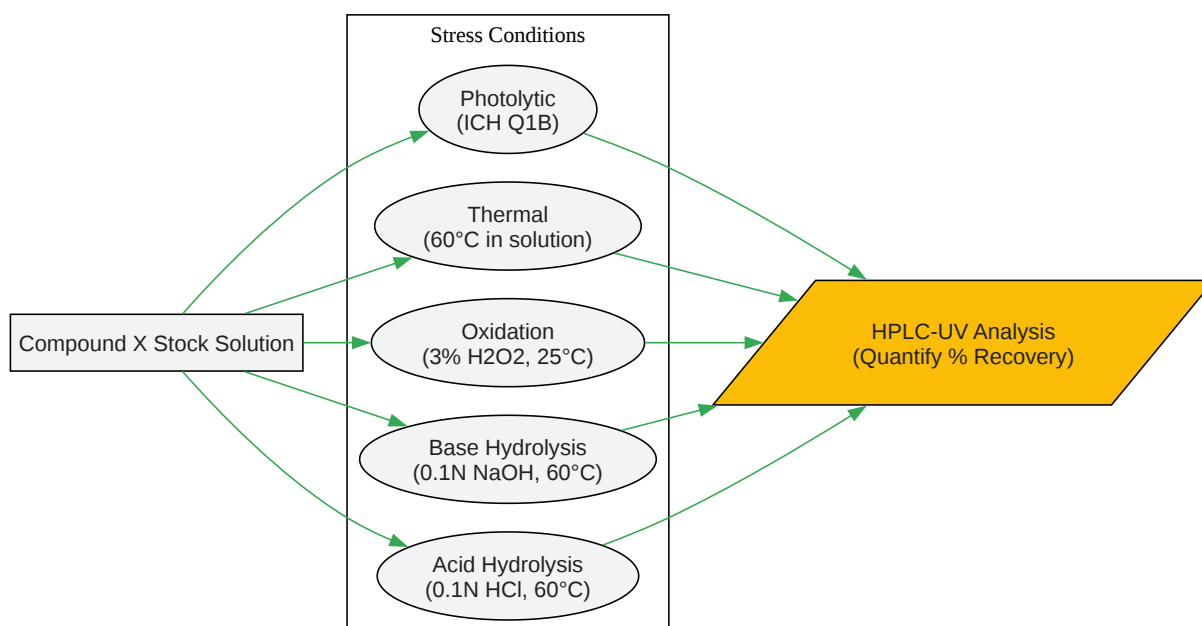 Stress Conditions
Photolytic
(ICH Q1B)
Thermal
(60°C in solution)
Compound X Stock Solution
Oxidation
(3% H2O2, 25°C)
HPLC-UV Analysis
(Quantify % Recovery)
Base Hydrolysis
(0.1N NaOH, 60°C)
Acid Hydrolysis
(0.1N HCl, 60°C)